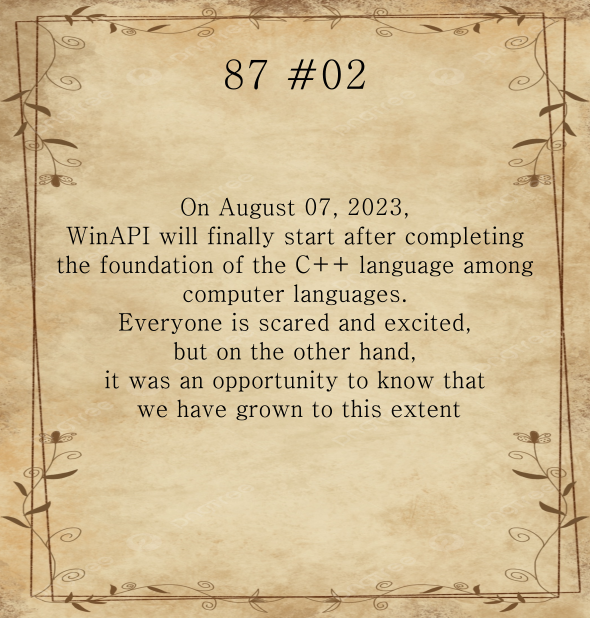 87 #02
On August 07, 2023,
WinAPI will finally start after completing
the foundation of the C++ language among
computer languages.
Everyone is scared and excited,
but on the other hand,
it was an opportunity to know that
we have grown to this extent